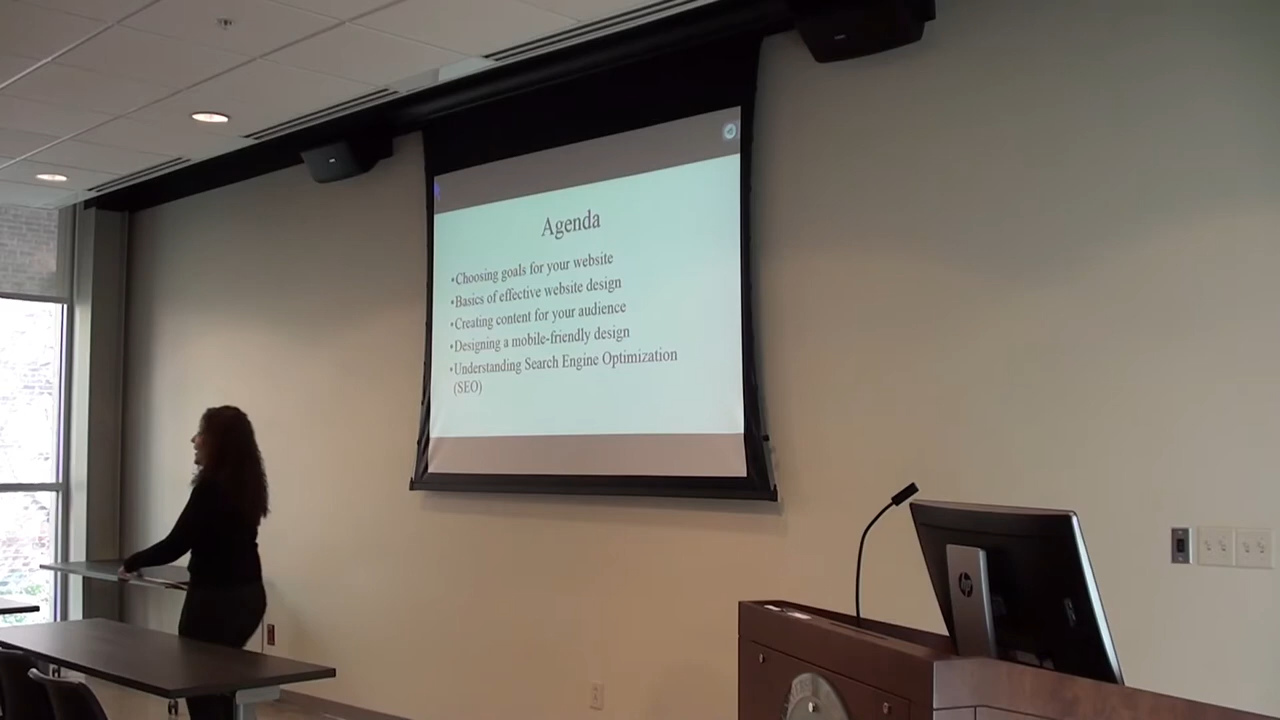 Agenda
•Choosing goals for your website
•Basics of effective website design
•Creating content for your audience
•Designing a mobile-friendly design
•Understanding Search Engine Optimization
(SEO)
hp